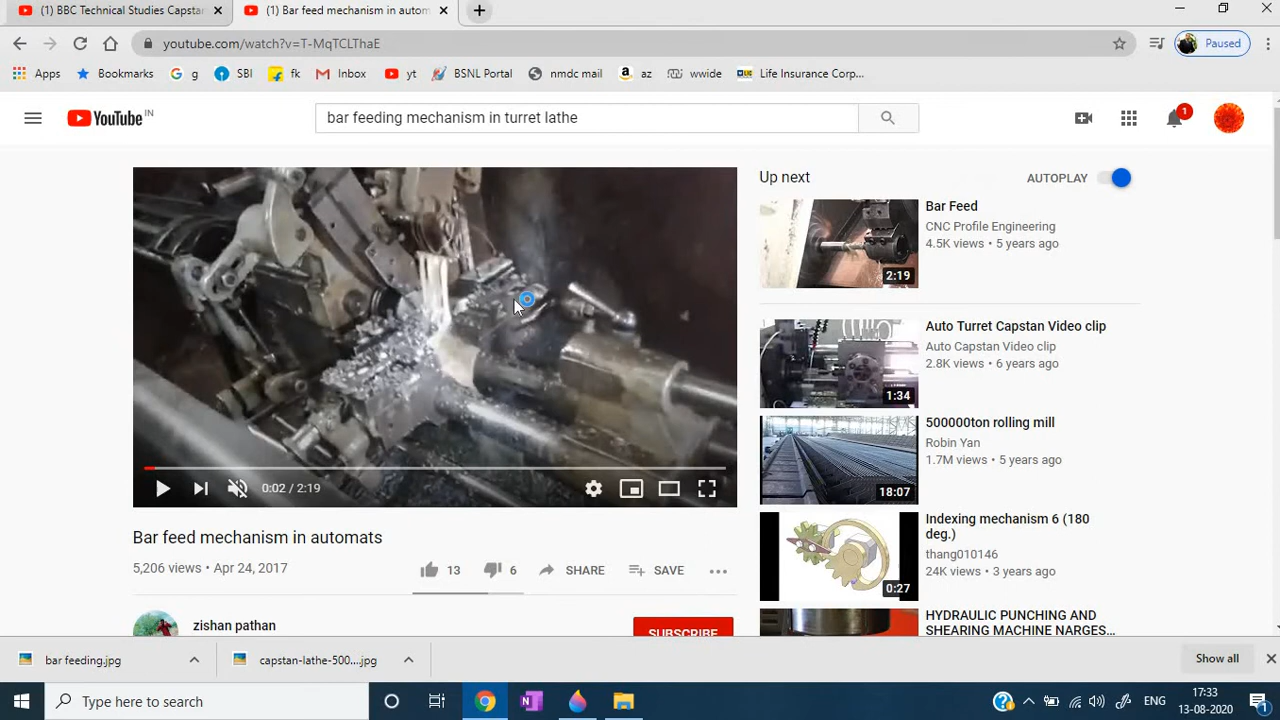 (1) BBC Technical Studies Capstan
(1) Bar feed mechanism in autom
youtube.com/watch?v=T-MqTCLThaE
Paused
Apps
Bookmarks
g
SBI
fk
Inbox
yt
BSNL Portal
nmdc mail
az
wwide
Life Insurance Corp...
YouTube IN
bar feeding mechanism in turret lathe
1
Up next
AUTOPLAY
Bar Feed
CNC Profile Engineering
4.5K views • 5 years ago
2:19
Auto Turret Capstan Video clip
Auto Capstan Video clip
2.8K views • 6 years ago
1:34
500000ton rolling mill
Robin Yan
1.7M views • 5 years ago
18:07
Indexing mechanism 6 (180
deg.)
thang010146
24K views • 3 years ago
0:27
HYDRAULIC PUNCHING AND
SHEARING MACHINE NARGES...
0:02 / 2:19
Bar feed mechanism in automats
5,206 views • Apr 24, 2017
13
6
SHARE
SAVE
zishan pathan
SUBSCRIBE
bar feeding.jpg
capstan-lathe-500....jpg
Show all
Type here to search
ENG
17:33
13-08-2020
1